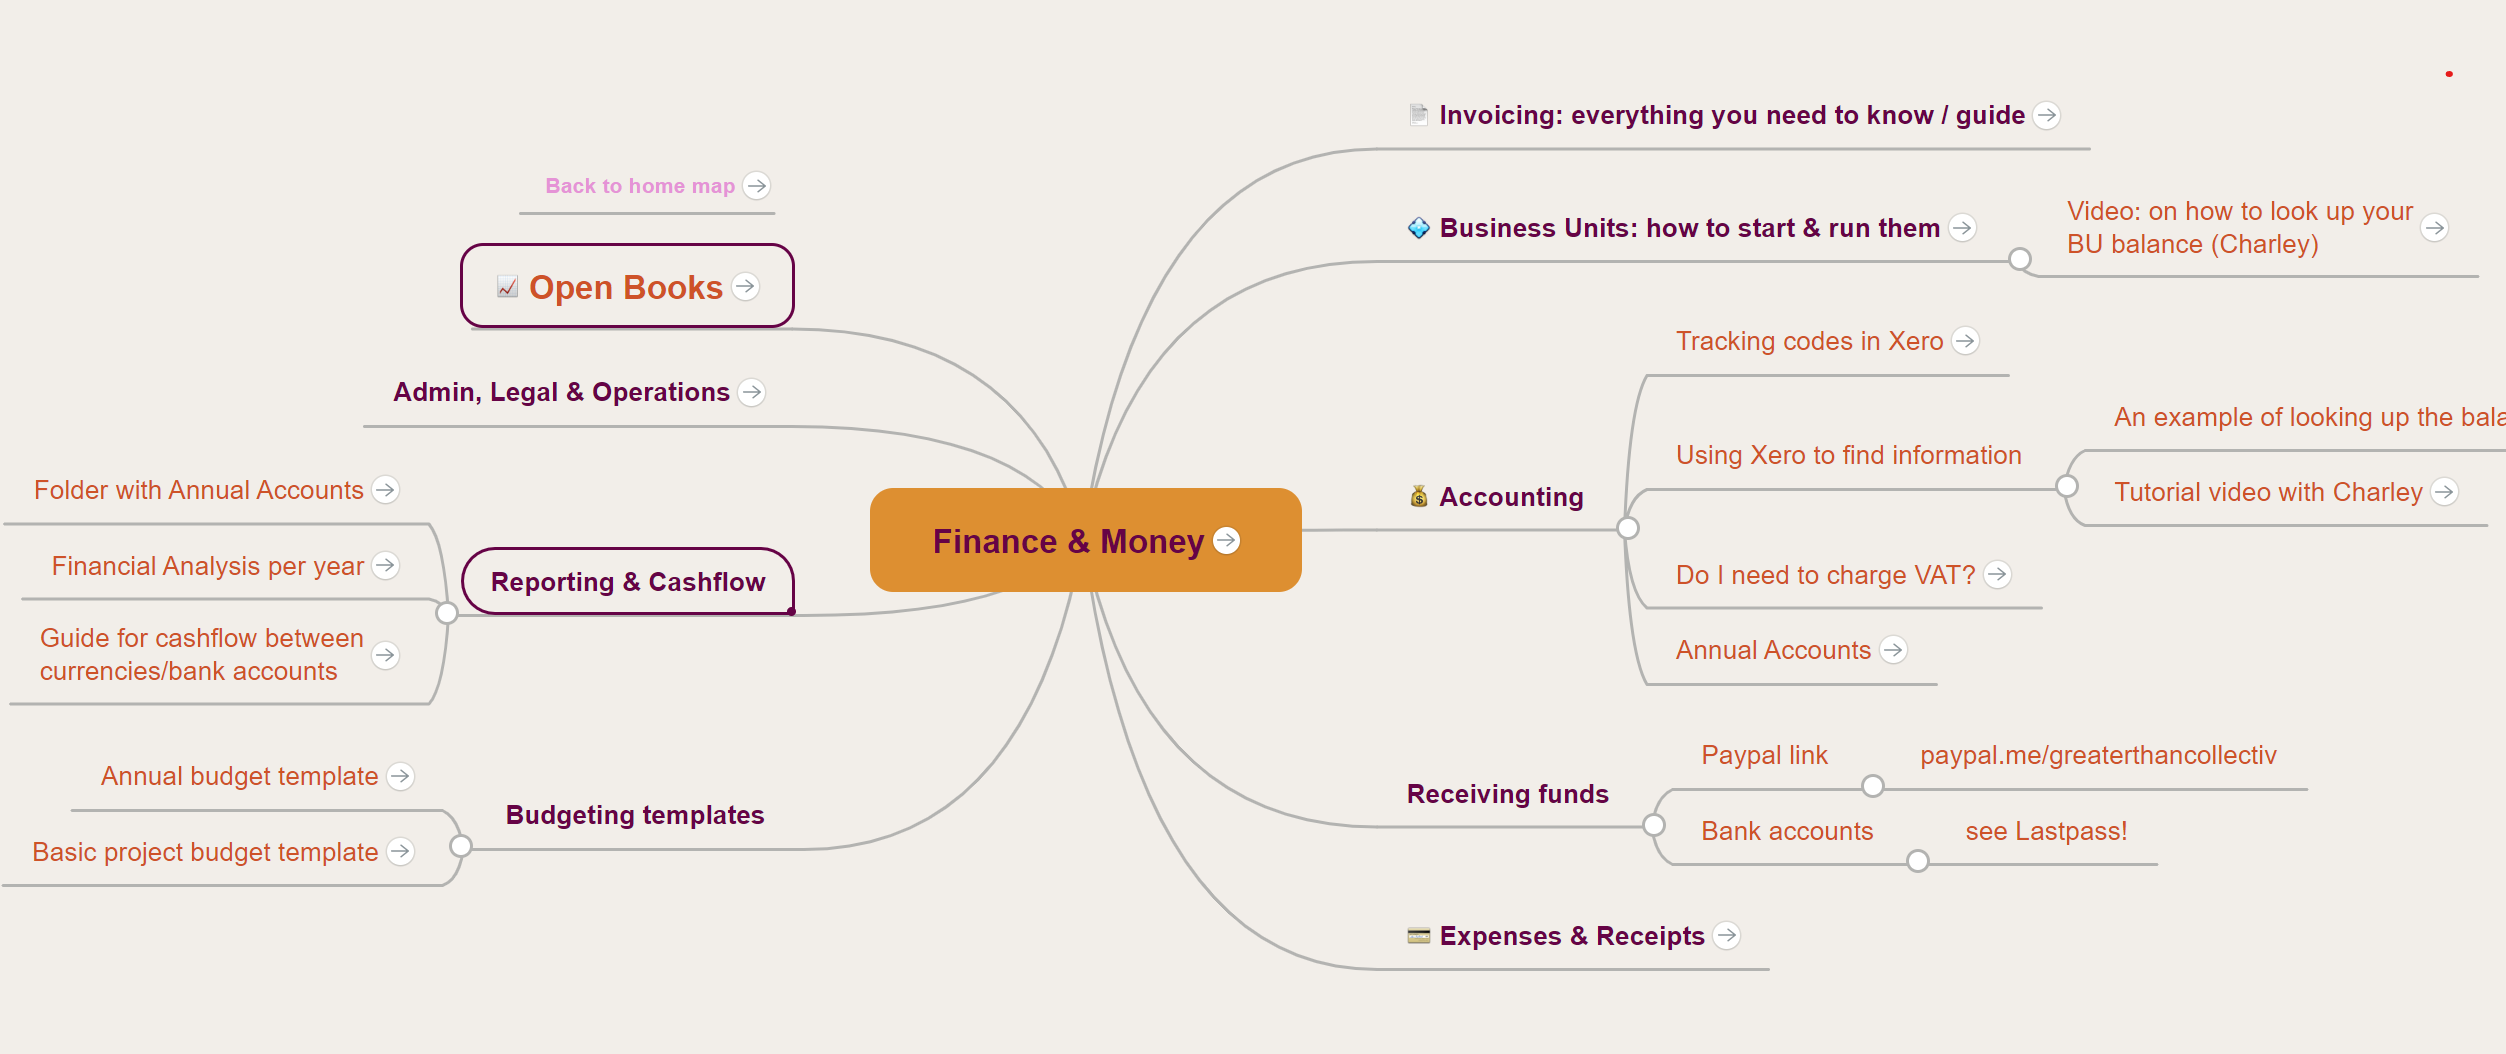 Back to home map
Open Books
Admin, Legal & Operations
Reporting & Cashflow
Folder with Annual Accounts
Financial Analysis per year
Guide for cashflow between
currencies/bank accounts
Budgeting templates
Annual budget template
Basic project budget template
Finance & Money
Invoicing: everything you need to know / guide
Business Units: how to start & run them
Video: on how to look up your
BU balance (Charley)
Accounting
Tracking codes in Xero
Using Xero to find information
An example of looking up the
Tutorial video with Charley
Do I need to charge VAT?
Annual Accounts
Receiving funds
Paypal link
paypal.me/greaterthancollectiv
Bank accounts
see Lastpass!
Expenses & Receipts